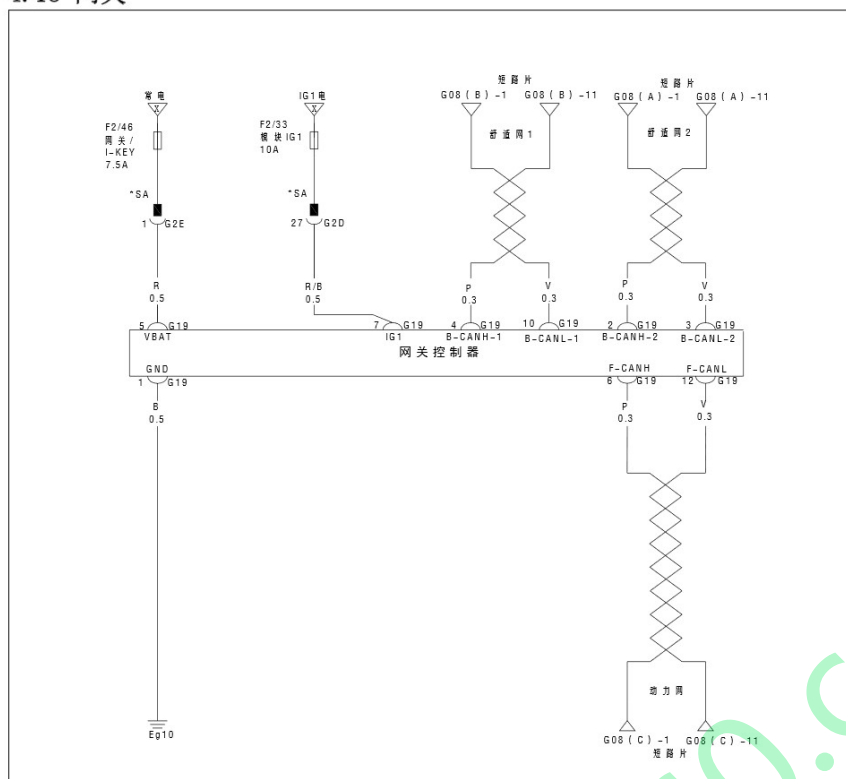 常电
IG1电
短路片
G08(B)-1 G08(B)-11
短路片
G08(A)-1 G08(A)-11
F2/46
网关/
I-KEY
7.5A
F2/33
模块IG1
10A
舒适网1
舒适网2
*SA
1 G2E
*SA
27 G2D
R
0.5
R/B
0.5
P
0.3
V
0.3
P
0.3
V
0.3
5 G19
VBAT
7 G19
IG1
4 G19
B-CANH-1
10 G19
B-CANL-1
2 G19
B-CANH-2
3 G19
B-CANL-2
网关控制器
GND
1 G19
F-CANH
6 G19
F-CANL
12 G19
B
0.5
P
0.3
V
0.3
动力网
Eg10
G08(C)-1 G08(C)-11
短路片